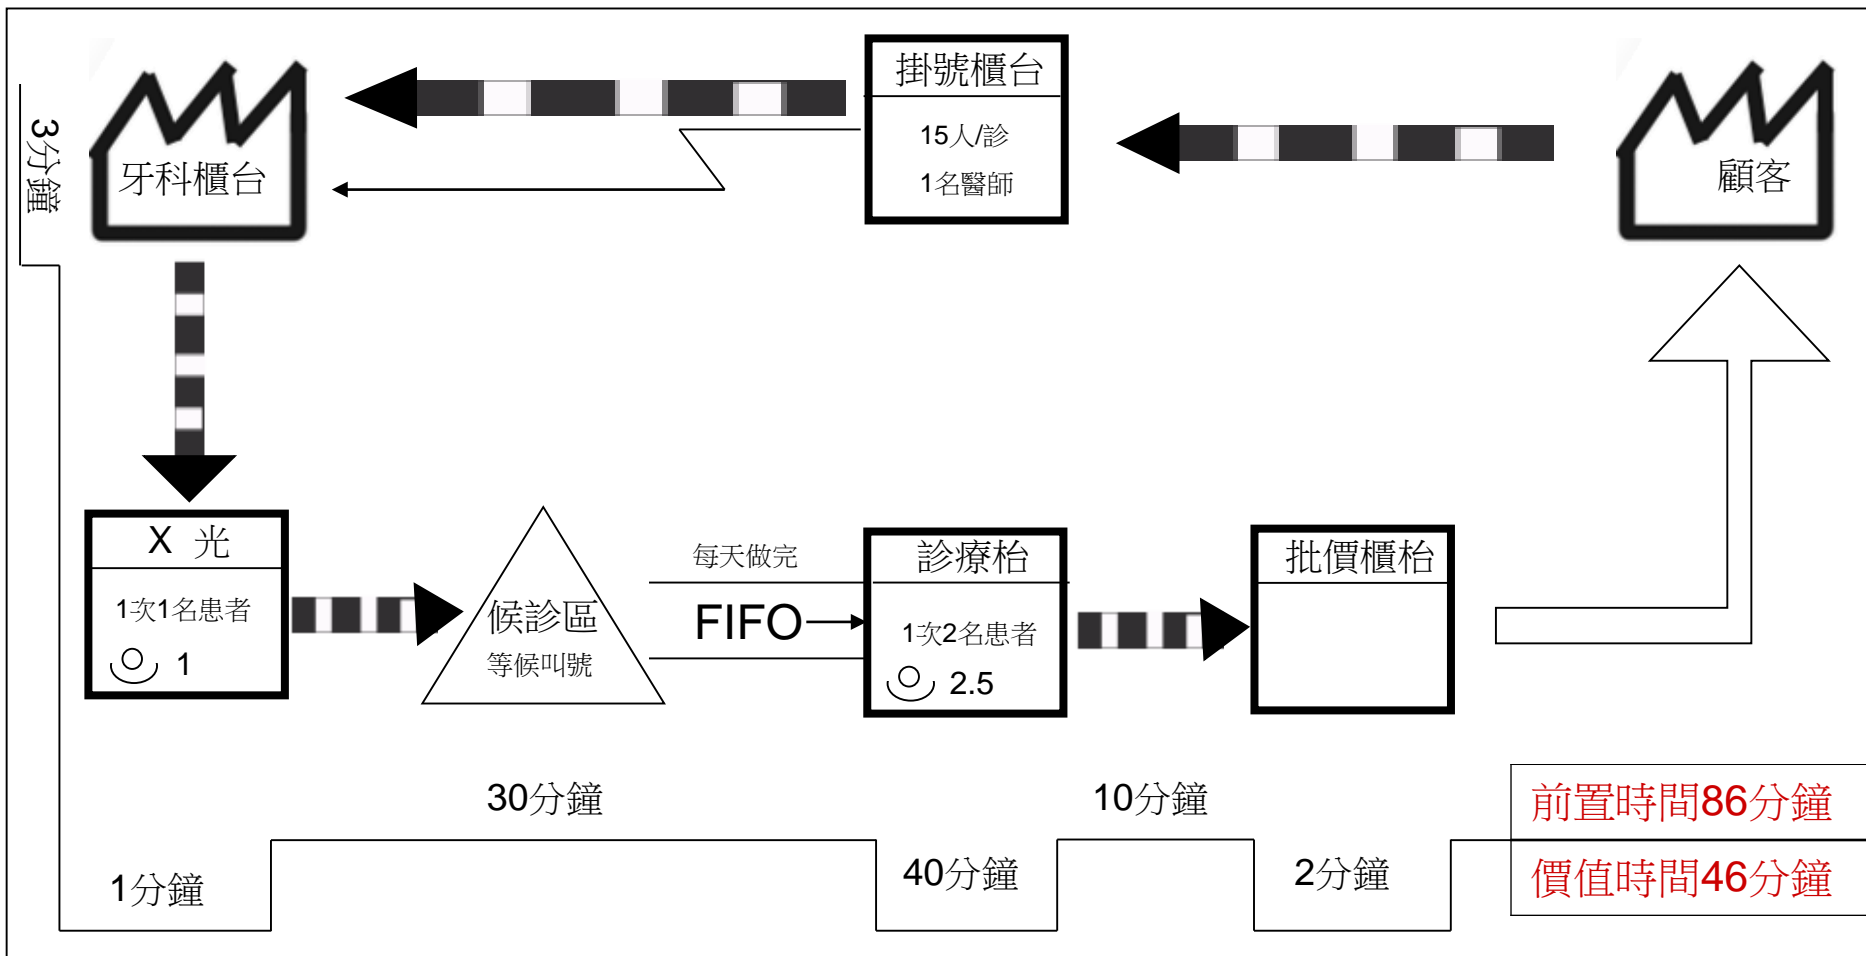 掛號櫃台
15人/診
1名醫師
牙科櫃台
顧客
3分鐘
X 光
1次1名患者
1
候診區
等候叫號
每天做完
FIFO
診療枱
1次2名患者
2.5
批價櫃枱
30分鐘
10分鐘
1分鐘
40分鐘
2分鐘
前置時間86分鐘
價值時間46分鐘